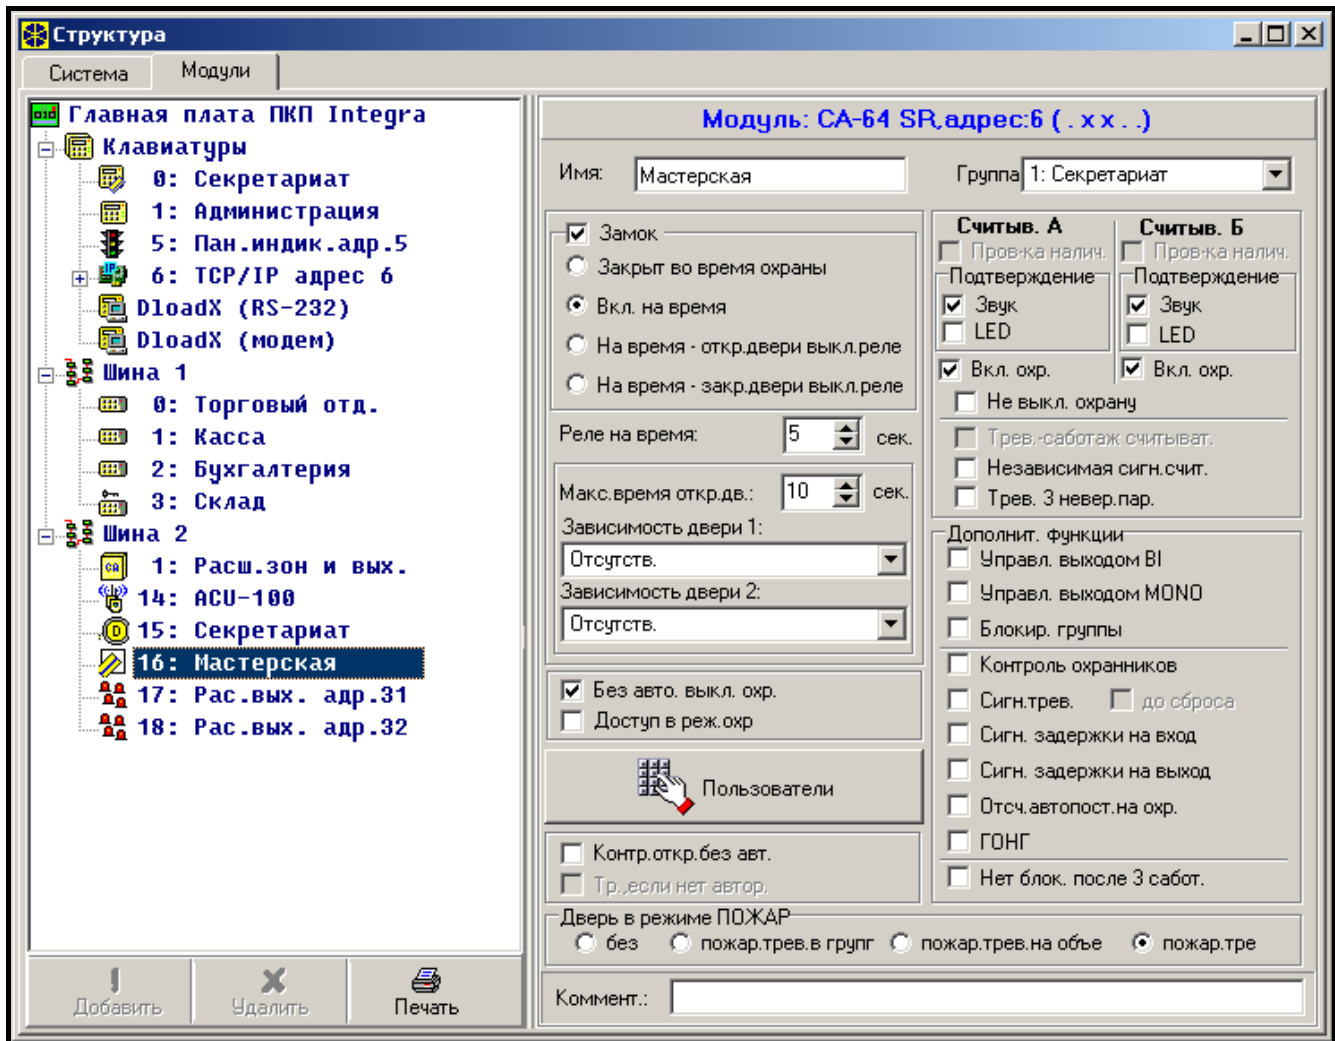 Структура
Система Модули
Главная плата ПКП Integra
Клавиатуры
0: Секретариат
1: Администрация
5: Пан.индик.адр.5
6: TCP/IP адрес 6
DloadX (RS-232)
DloadX (модем)
Шина 1
0: Торговый отд.
1: Касса
2: Бухгалтерия
3: Склад
Шина 2
1: Расш.зон и вых.
14: ACU-100
15: Секретариат
16: Мастерская
17: Рас.вых. адр.31
18: Рас.вых. адр.32
Добавить Удалить Печать
Модуль: CA-64 SR,адрес:6 ( . x x . . )
Имя: Мастерская Группа 1: Секретариат
Замок
Закрыт во время охраны
Вкл. на время
На время - откр.двери выкл.реле
На время - закр.двери выкл.реле
Реле на время: 5 сек.
Макс.время откр.дв.: 10 сек.
Зависимость двери 1:
Отсутств.
Зависимость двери 2:
Отсутств.
Без авто. выкл. охр.
Доступ в реж.охр
Пользователи
Контр.откр.без авт.
Тр.,если нет автор.
Считыв. А Считыв. Б
Пров-ка налич. Пров-ка налич.
Подтверждение Подтверждение
Звук Звук
LED LED
Вкл. охр. Вкл. охр.
Не выкл. охрану
Трев.-саботаж считыват.
Независимая сигн.счит.
Трев. 3 невер.пар.
Дополнит. функции
Управл. выходом BI
Управл. выходом MONO
Блокир. группы
Контроль охранников
Сигн.трев. до сброса
Сигн. задержки на вход
Сигн. задержки на выход
Отсч.автопост.на охр.
ГОНГ
Нет блок. после 3 сабот.
Дверь в режиме ПОЖАР
без пожар.трев.в групг пожар.трев.на объе пожар.тре
Коммент.: